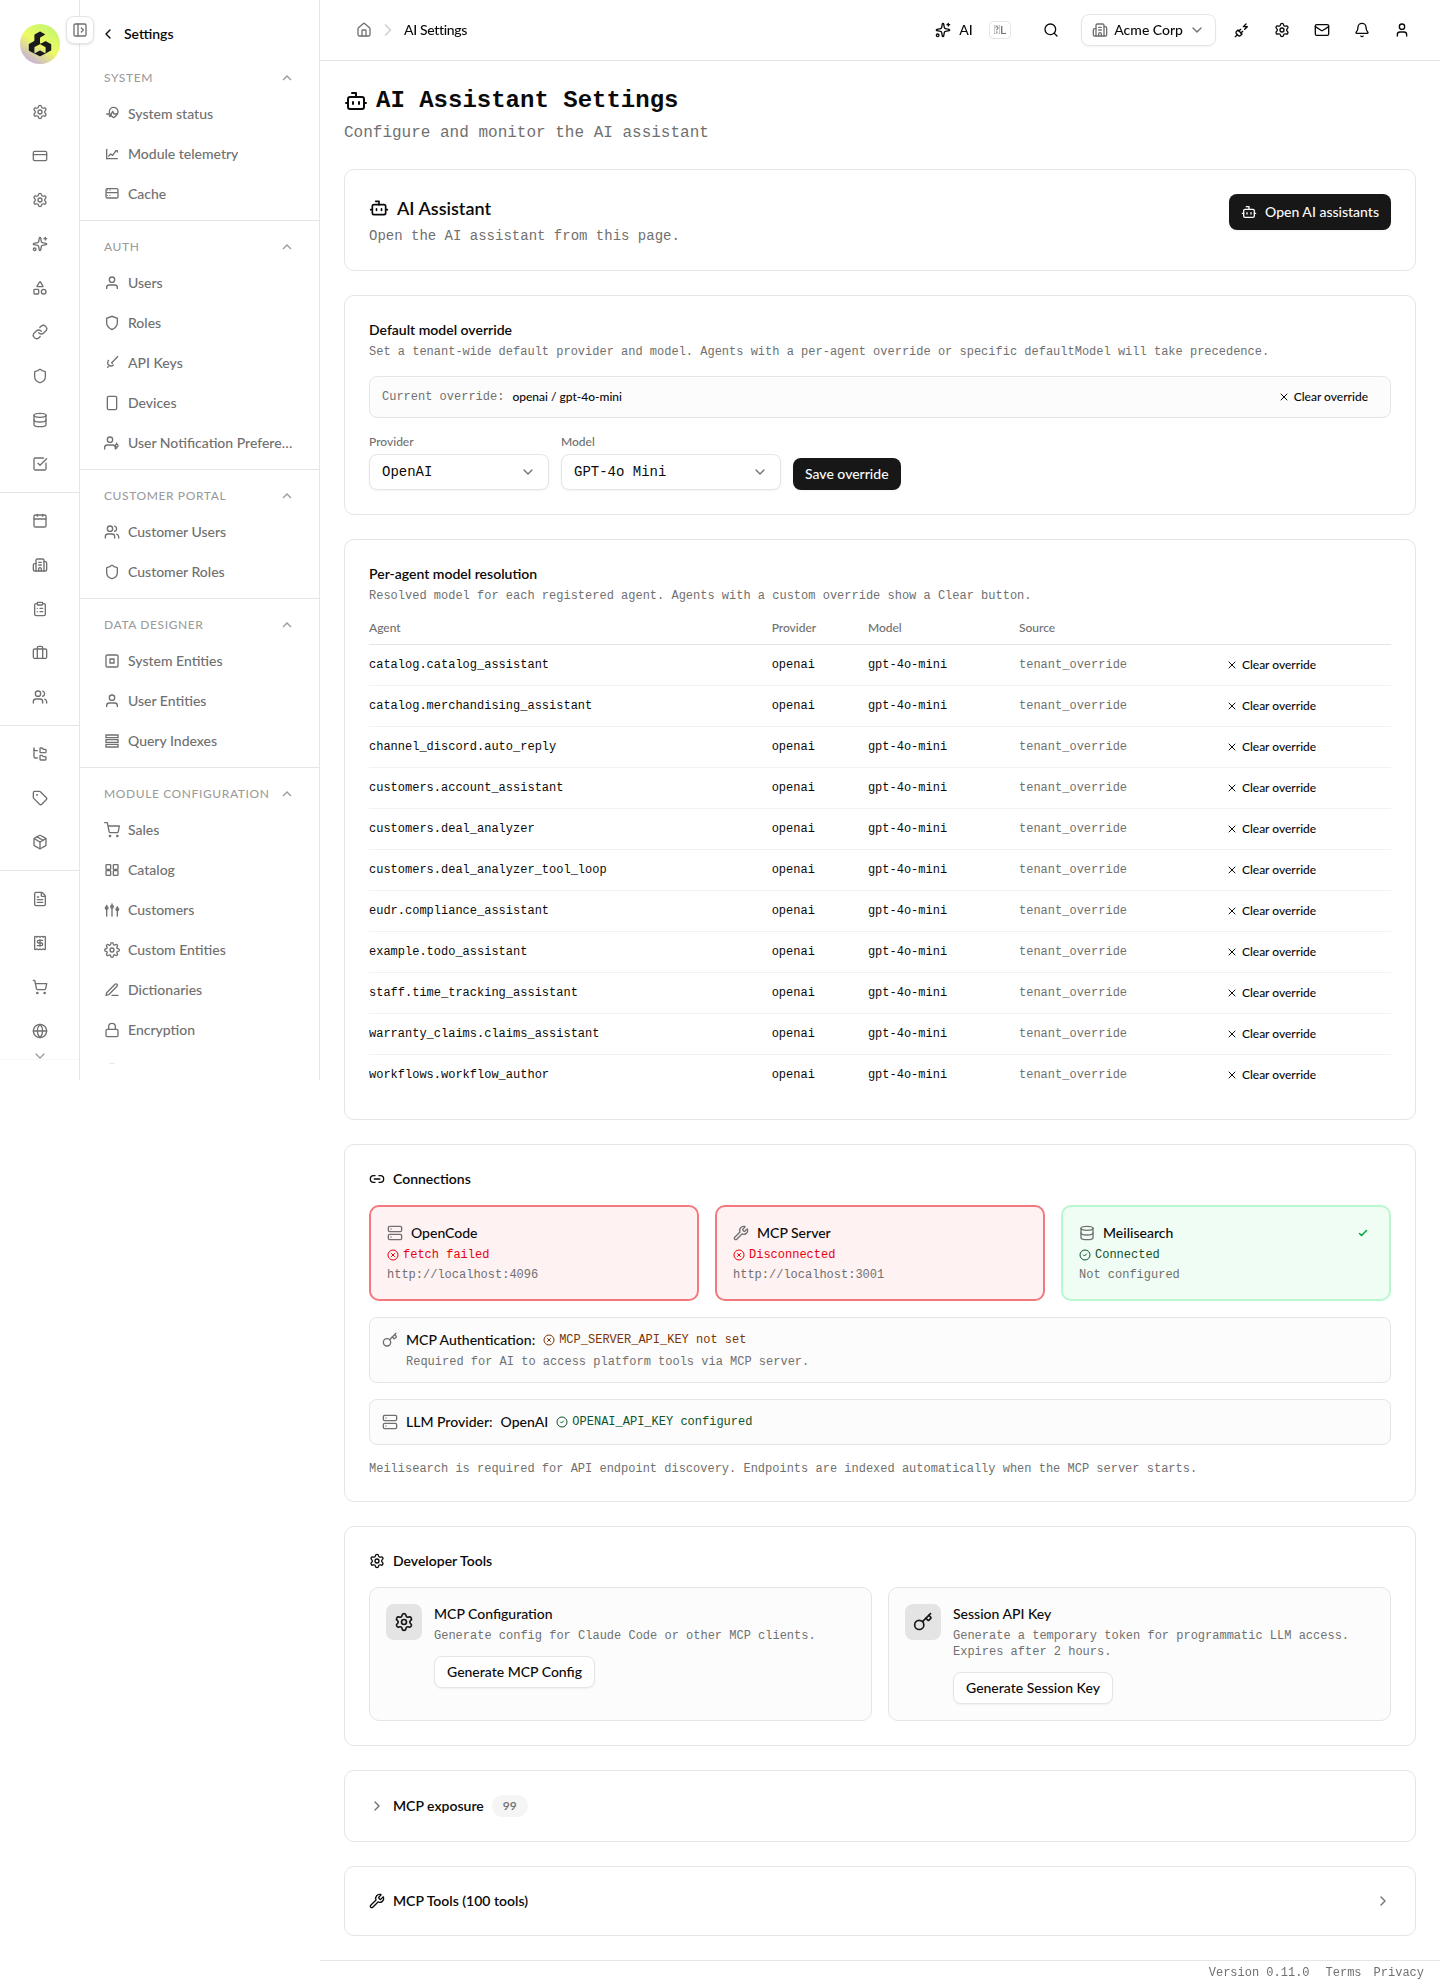 Settings
SYSTEM
System status
Module telemetry
Cache
AUTH
Users
Roles
API Keys
Devices
User Notification Prefere...
CUSTOMER PORTAL
Customer Users
Customer Roles
DATA DESIGNER
System Entities
User Entities
Query Indexes
MODULE CONFIGURATION
Sales
Catalog
Customers
Custom Entities
Dictionaries
Encryption
AI Settings
AI
Acme Corp
AI Assistant Settings
Configure and monitor the AI assistant
AI Assistant
Open the AI assistant from this page.
Open AI assistants
Default model override
Set a tenant-wide default provider and model. Agents with a per-agent override or specific defaultModel will take precedence.
Current override: openai / gpt-4o-mini
Clear override
Provider Model
OpenAI GPT-4o Mini Save override
Per-agent model resolution
Resolved model for each registered agent. Agents with a custom override show a Clear button.
Agent Provider Model Source
catalog.catalog_assistant openai gpt-4o-mini tenant_override Clear override
catalog.merchandising_assistant openai gpt-4o-mini tenant_override Clear override
channel_discord.auto_reply openai gpt-4o-mini tenant_override Clear override
customers.account_assistant openai gpt-4o-mini tenant_override Clear override
customers.deal_analyzer openai gpt-4o-mini tenant_override Clear override
customers.deal_analyzer_tool_loop openai gpt-4o-mini tenant_override Clear override
eudr.compliance_assistant openai gpt-4o-mini tenant_override Clear override
example.todo_assistant openai gpt-4o-mini tenant_override Clear override
staff.time_tracking_assistant openai gpt-4o-mini tenant_override Clear override
warranty_claims.claims_assistant openai gpt-4o-mini tenant_override Clear override
workflows.workflow_author openai gpt-4o-mini tenant_override Clear override
Connections
OpenCode
fetch failed
http://localhost:4096
MCP Server
Disconnected
http://localhost:3001
Meilisearch
Connected
Not configured
MCP Authentication: MCP_SERVER_API_KEY not set
Required for AI to access platform tools via MCP server.
LLM Provider: OpenAI OPENAI_API_KEY configured
Meilisearch is required for API endpoint discovery. Endpoints are indexed automatically when the MCP server starts.
Developer Tools
MCP Configuration
Generate config for Claude Code or other MCP clients.
Generate MCP Config
Session API Key
Generate a temporary token for programmatic LLM access.
Expires after 2 hours.
Generate Session Key
MCP exposure 99
MCP Tools (100 tools)
Version 0.11.0 Terms Privacy